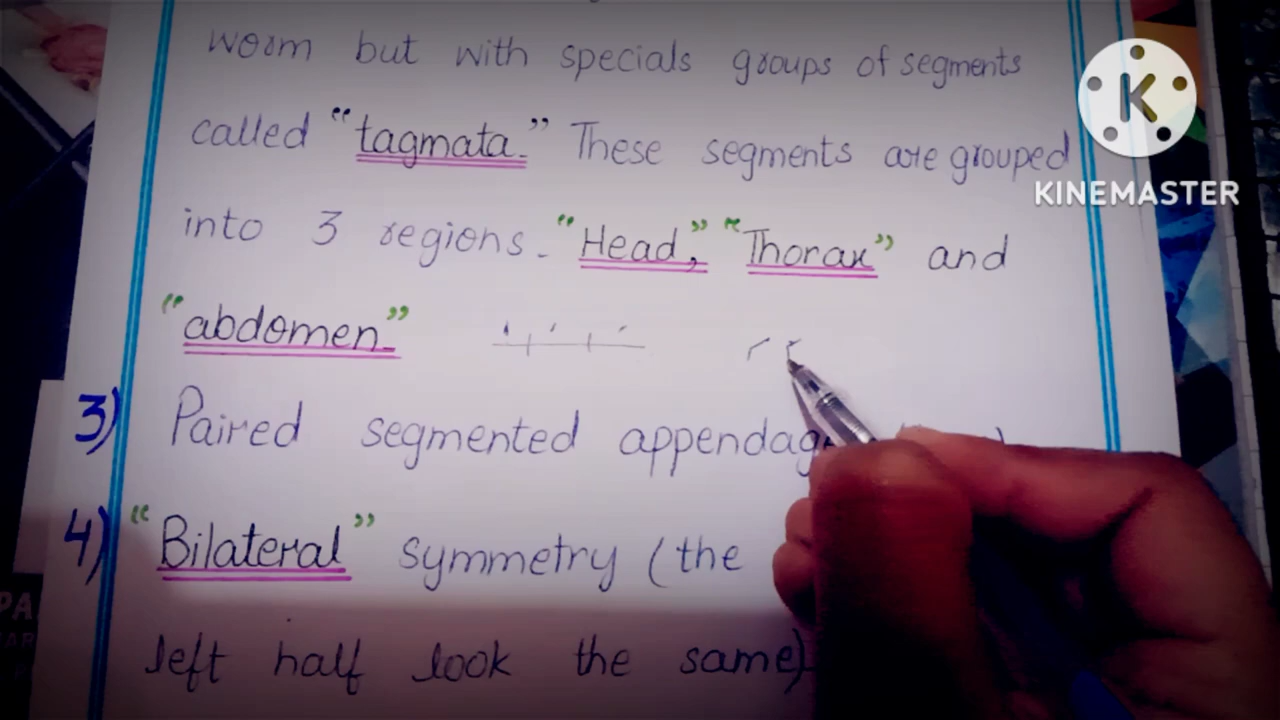 worm but with specials groups of segments
called "tagmata." These segments are grouped
into 3 regions. "Head," "Thorax" and
"abdomen."
3) Paired segmented
4) "Bilateral" symmetry (the
left half look the same)
K
KINEMASTER